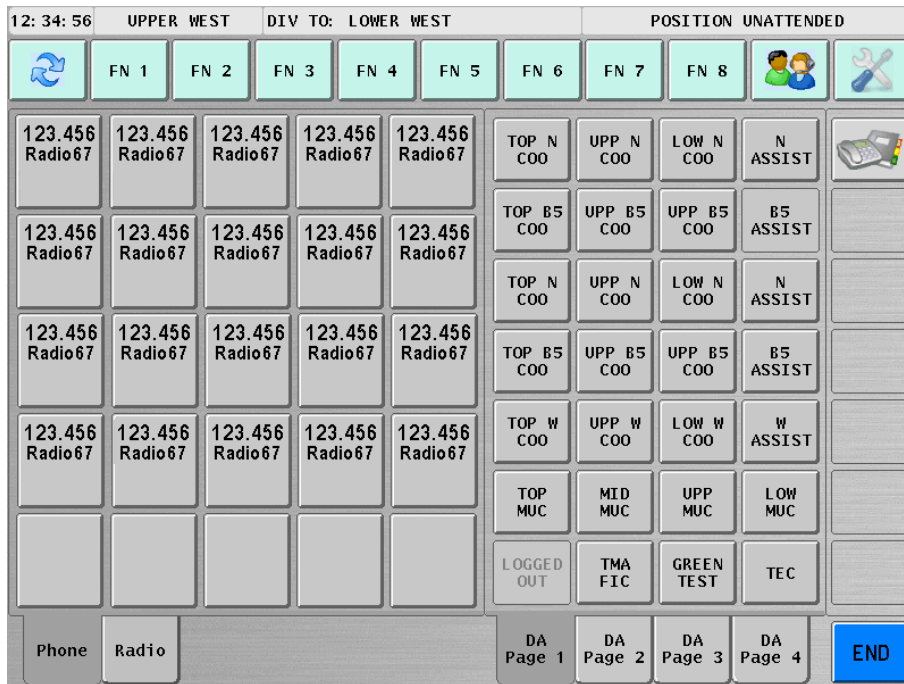 12: 34: 56 UPPER WEST DIV TO: LOWER WEST POSITION UNATTENDED
FN 1 FN 2 FN 3 FN 4 FN 5 FN 6 FN 7 FN 8
123.456 123.456 123.456 123.456 123.456
Radio67 Radio67 Radio67 Radio67 Radio67
123.456 123.456 123.456 123.456 123.456
Radio67 Radio67 Radio67 Radio67 Radio67
123.456 123.456 123.456 123.456 123.456
Radio67 Radio67 Radio67 Radio67 Radio67
123.456 123.456 123.456 123.456 123.456
Radio67 Radio67 Radio67 Radio67 Radio67
Phone Radio
TOP N UPP N LOW N N
COO COO COO ASSIST
TOP B5 UPP B5 UPP B5 B5
COO COO COO ASSIST
TOP N UPP N LOW N N
COO COO COO ASSIST
TOP B5 UPP B5 UPP B5 B5
COO COO COO ASSIST
TOP W UPP W LOW W W
COO COO COO ASSIST
TOP MID UPP LOW
MUC MUC MUC MUC
LOGGED TMA GREEN TEC
OUT FIC TEST
DA DA DA DA
Page 1 Page 2 Page 3 Page 4
END